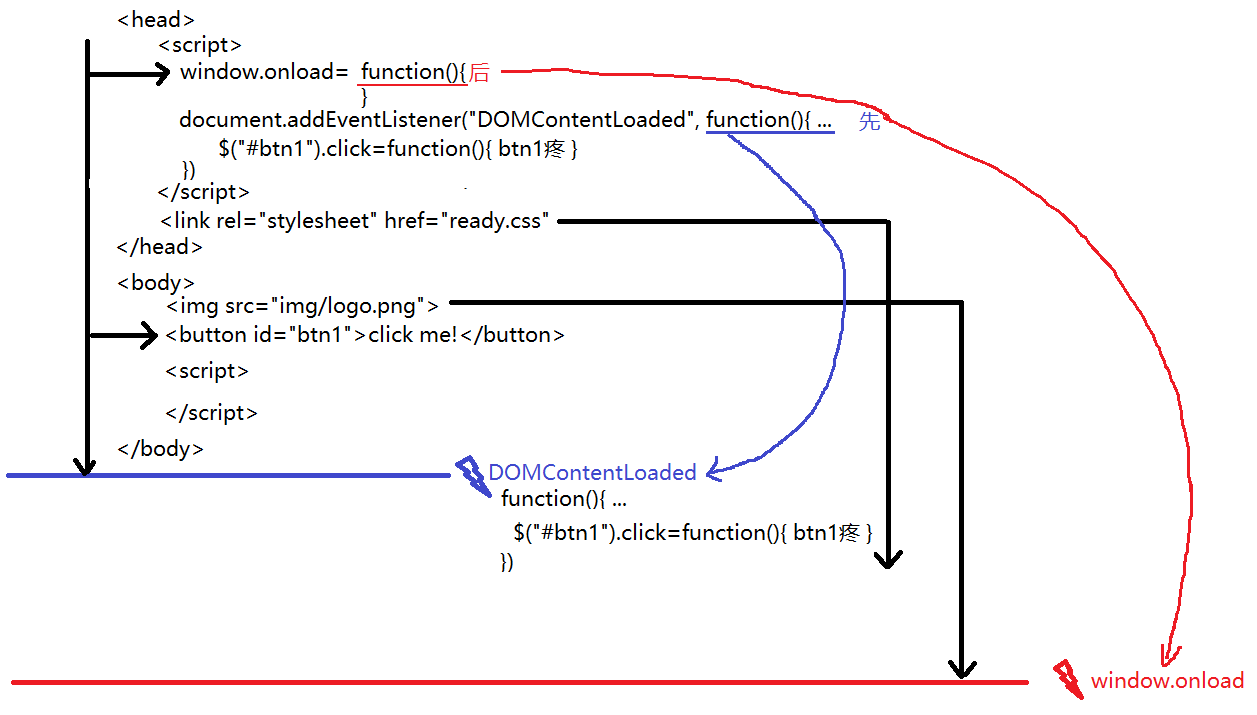 <head>
<script>
window.onload= function(){后
}
document.addEventListener("DOMContentLoaded", function(){ ... 先
$("#btn1").click=function(){ btn1疼 }
})
</script>
<link rel="stylesheet" href="ready.css"
</head>
<body>
<img src="img/logo.png">
<button id="btn1">click me!</button>
<script>
</script>
</body>
DOMContentLoaded
function(){ ...
$("#btn1").click=function(){ btn1疼 }
})
window.onload